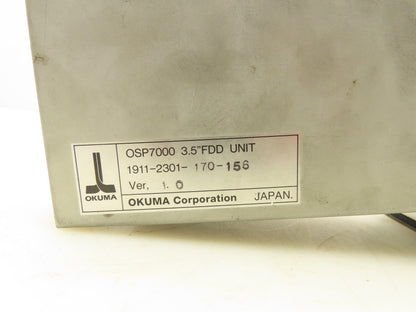 OSP7000 3.5"FDD UNIT
1911-2301-170-156
Ver, 1.0
OKUMA
OKUMA Corporation JAPAN.